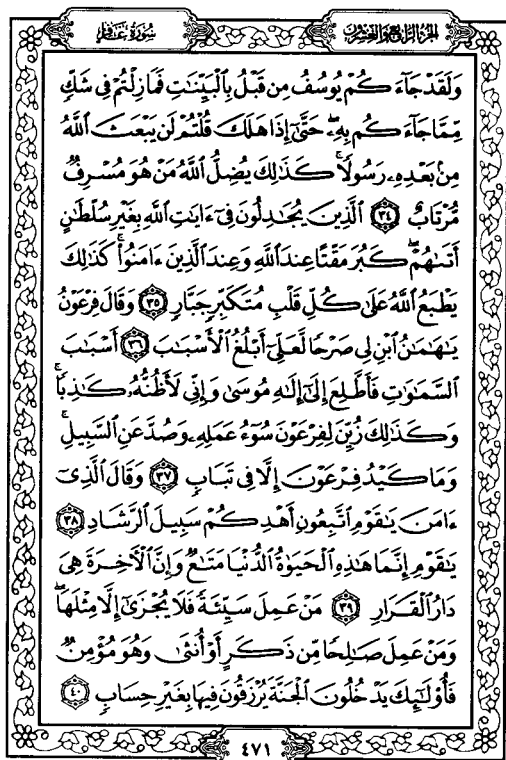 الجزء الرابع والعشرون
سورة غافر
وَلَقَدْ جَآءَكُمْ يُوسُفُ مِن قَبْلُ بِٱلْبَيِّنَٰتِ فَمَا زِلْتُمْ فِى شَكٍّ
مِّمَّا جَآءَكُم بِهِۦ ۖ حَتَّىٰٓ إِذَا هَلَكَ قُلْتُمْ لَن يَبْعَثَ ٱللَّهُ
مِنۢ بَعْدِهِۦ رَسُولًا ۚ كَذَٰلِكَ يُضِلُّ ٱللَّهُ مَنْ هُوَ مُسْرِفٌ
مُّرْتَابٌ ٣٤ ٱلَّذِينَ يُجَٰدِلُونَ فِىٓ ءَايَٰتِ ٱللَّهِ بِغَيْرِ سُلْطَٰنٍ
أَتَىٰهُمْ ۖ كَبُرَ مَقْتًا عِندَ ٱللَّهِ وَعِندَ ٱلَّذِينَ ءَامَنُوا۟ ۚ كَذَٰلِكَ
يَطْبَعُ ٱللَّهُ عَلَىٰ كُلِّ قَلْبِ مُتَكَبِّرٍ جَبَّارٍ ٣٥ وَقَالَ فِرْعَوْنُ
يَٰهَٰمَٰنُ ٱبْنِ لِى صَرْحًا لَّعَلِّىٓ أَبْلُغُ ٱلْأَسْبَٰبَ ٣٦ أَسْبَٰبَ
ٱلسَّمَٰوَٰتِ فَأَطَّلِعَ إِلَىٰٓ إِلَٰهِ مُوسَىٰ وَإِنِّى لَأَظُنُّهُۥ كَٰذِبًا ۚ
وَكَذَٰلِكَ زُيِّنَ لِفِرْعَوْنَ سُوٓءُ عَمَلِهِۦ وَصُدَّ عَنِ ٱلسَّبِيلِ ۚ
وَمَا كَيْدُ فِرْعَوْنَ إِلَّا فِى تَبَابٍ ٣٧ وَقَالَ ٱلَّذِىٓ
ءَامَنَ يَٰقَوْمِ ٱتَّبِعُونِ أَهْدِكُمْ سَبِيلَ ٱلرَّشَادِ ٣٨
يَٰقَوْمِ إِنَّمَا هَٰذِهِ ٱلْحَيَوٰةُ ٱلدُّنْيَا مَتَٰعٌ وَإِنَّ ٱلْءَاخِرَةَ هِىَ
دَارُ ٱلْقَرَارِ ٣٩ مَنْ عَمِلَ سَيِّئَةً فَلَا يُجْزَىٰٓ إِلَّا مِثْلَهَا ۖ
وَمَنْ عَمِلَ صَٰلِحًا مِّن ذَكَرٍ أَوْ أُنثَىٰ وَهُوَ مُؤْمِنٌ
فَأُو۟لَٰٓئِكَ يَدْخُلُونَ ٱلْجَنَّةَ يُرْزَقُونَ فِيهَا بِغَيْرِ حِسَابٍ ٤٠
٤٧١